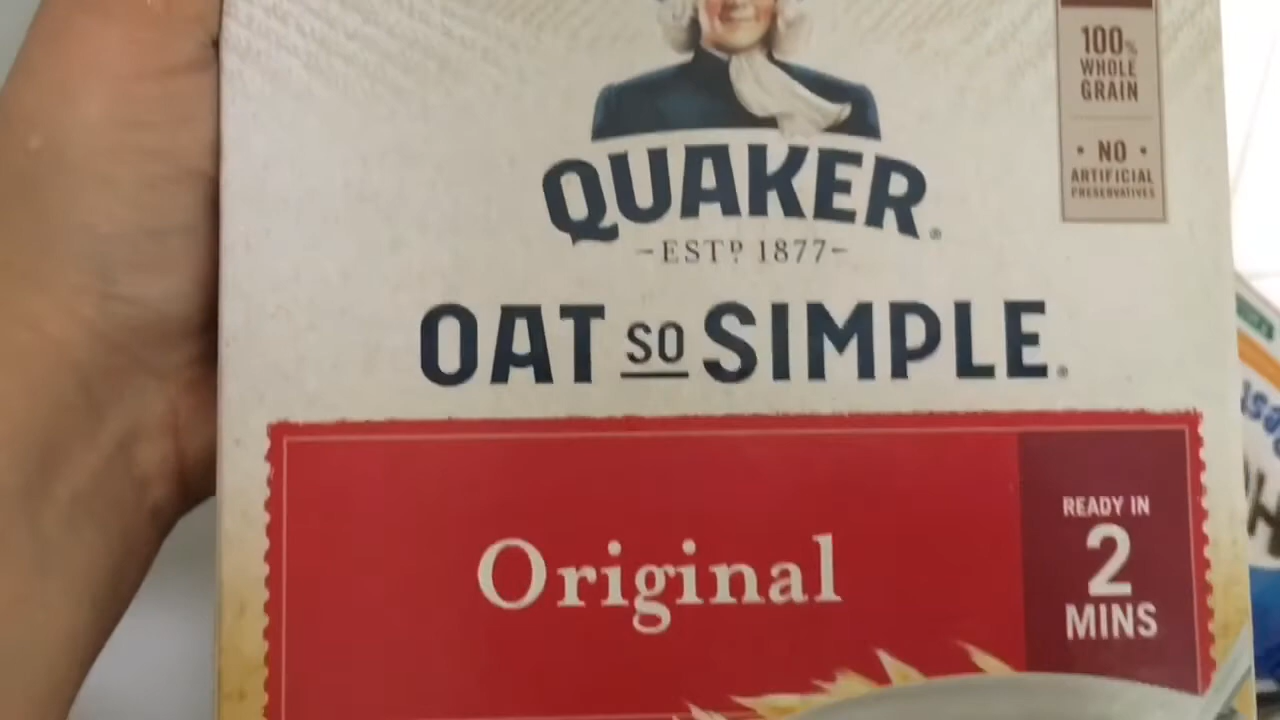 QUAKER
-ESTD 1877-
OAT SO SIMPLE
Original
READY IN
2
MINS
100%
WHOLE
GRAIN
• NO •
ARTIFICIAL
PRESERVATIVES